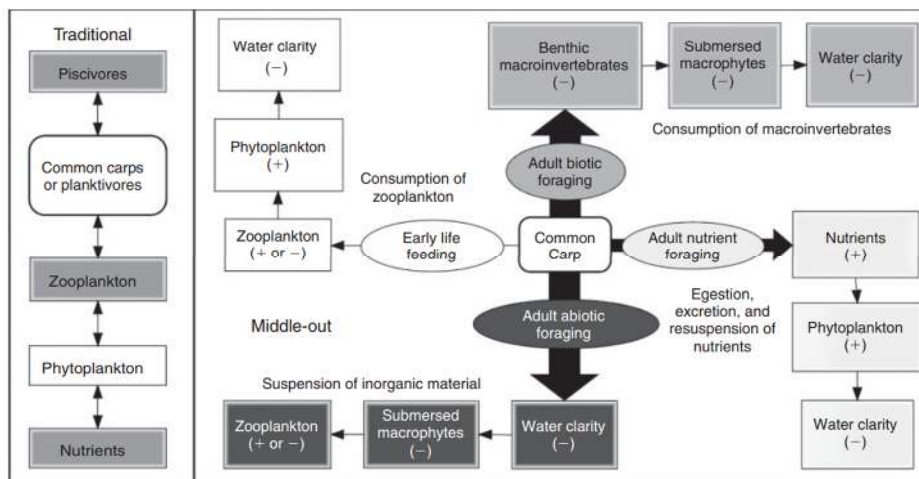 Traditional
Piscivores
Common carps
or planktivores
Zooplankton
Phytoplankton
Nutrients
Water clarity
(−)
Phytoplankton
(+)
Consumption of
zooplankton
Zooplankton
(+ or −)
Early life
feeding
Common
Carp
Benthic
macroinvertebrates
(−)
Submersed
macrophytes
(−)
Water clarity
(−)
Consumption of macroinvertebrates
Adult biotic
foraging
Adult nutrient
foraging
Nutrients
(+)
Egestion,
excretion, and
resuspension of
nutrients
Phytoplankton
(+)
Water clarity
(−)
Middle-out
Adult abiotic
foraging
Suspension of inorganic material
Zooplankton
(+ or −)
Submersed
macrophytes
(−)
Water clarity
(−)